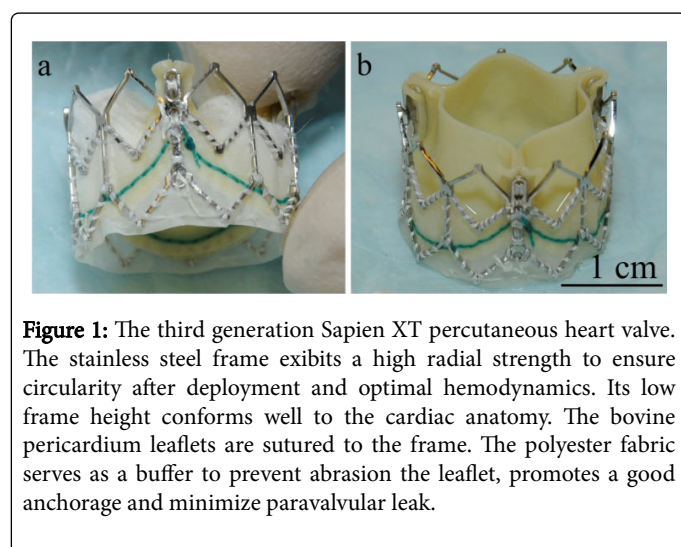 a
b
1 cm
Figure 1: The third generation Sapien XT percutaneous heart valve.
The stainless steel frame exibits a high radial strength to ensure
circularity after deployment and optimal hemodynamics. Its low
frame height conforms well to the cardiac anatomy. The bovine
pericardium leaflets are sutured to the frame. The polyester fabric
serves as a buffer to prevent abrasion the leaflet, promotes a good
anchorage and minimize paravalvular leak.